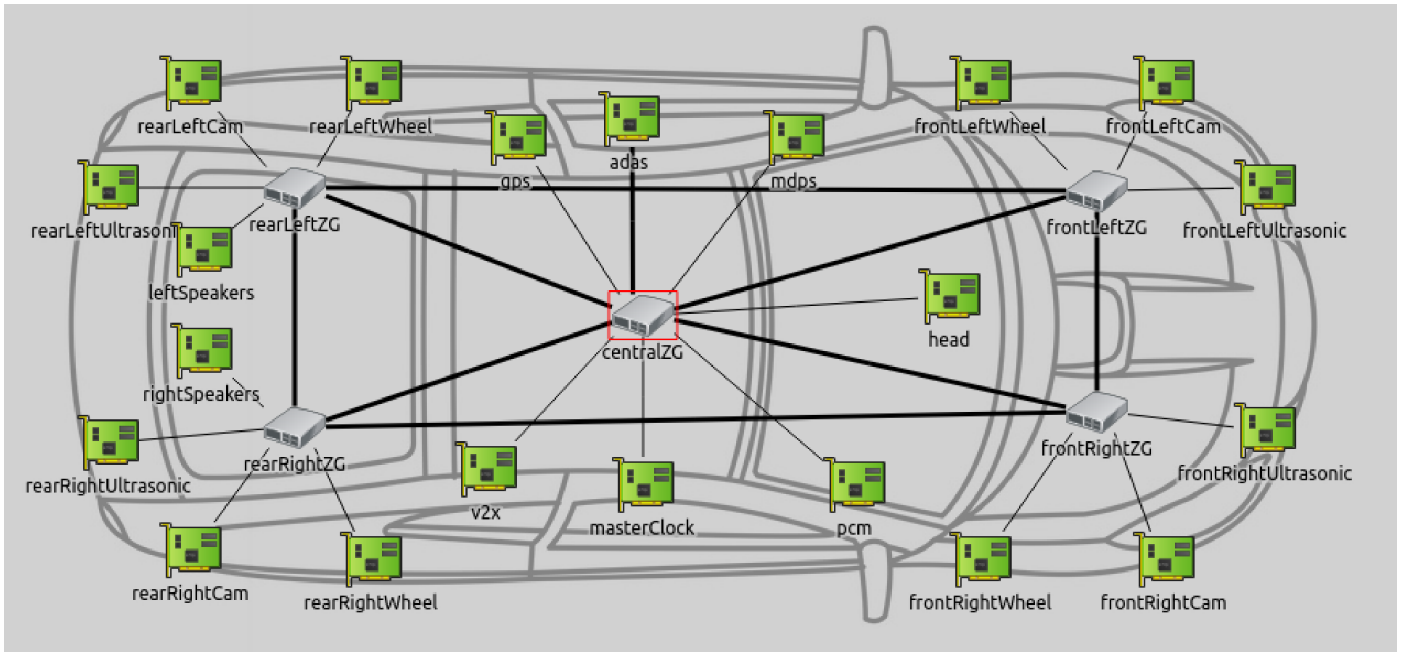 rearLeftCam
rearLeftWheel
frontLeftWheel
frontLeftCam
adas
gps
mdps
rearLeftUltrasoni
rearLeftZG
frontLeftZG
frontLeftUltrasonic
leftSpeakers
head
centralZG
rightSpeakers
rearRightZG
frontRightZG
rearRightUltrasonic
frontRightUltrasonic
v2x
masterClock
pcm
rearRightCam
rearRightWheel
frontRightWheel
frontRightCam